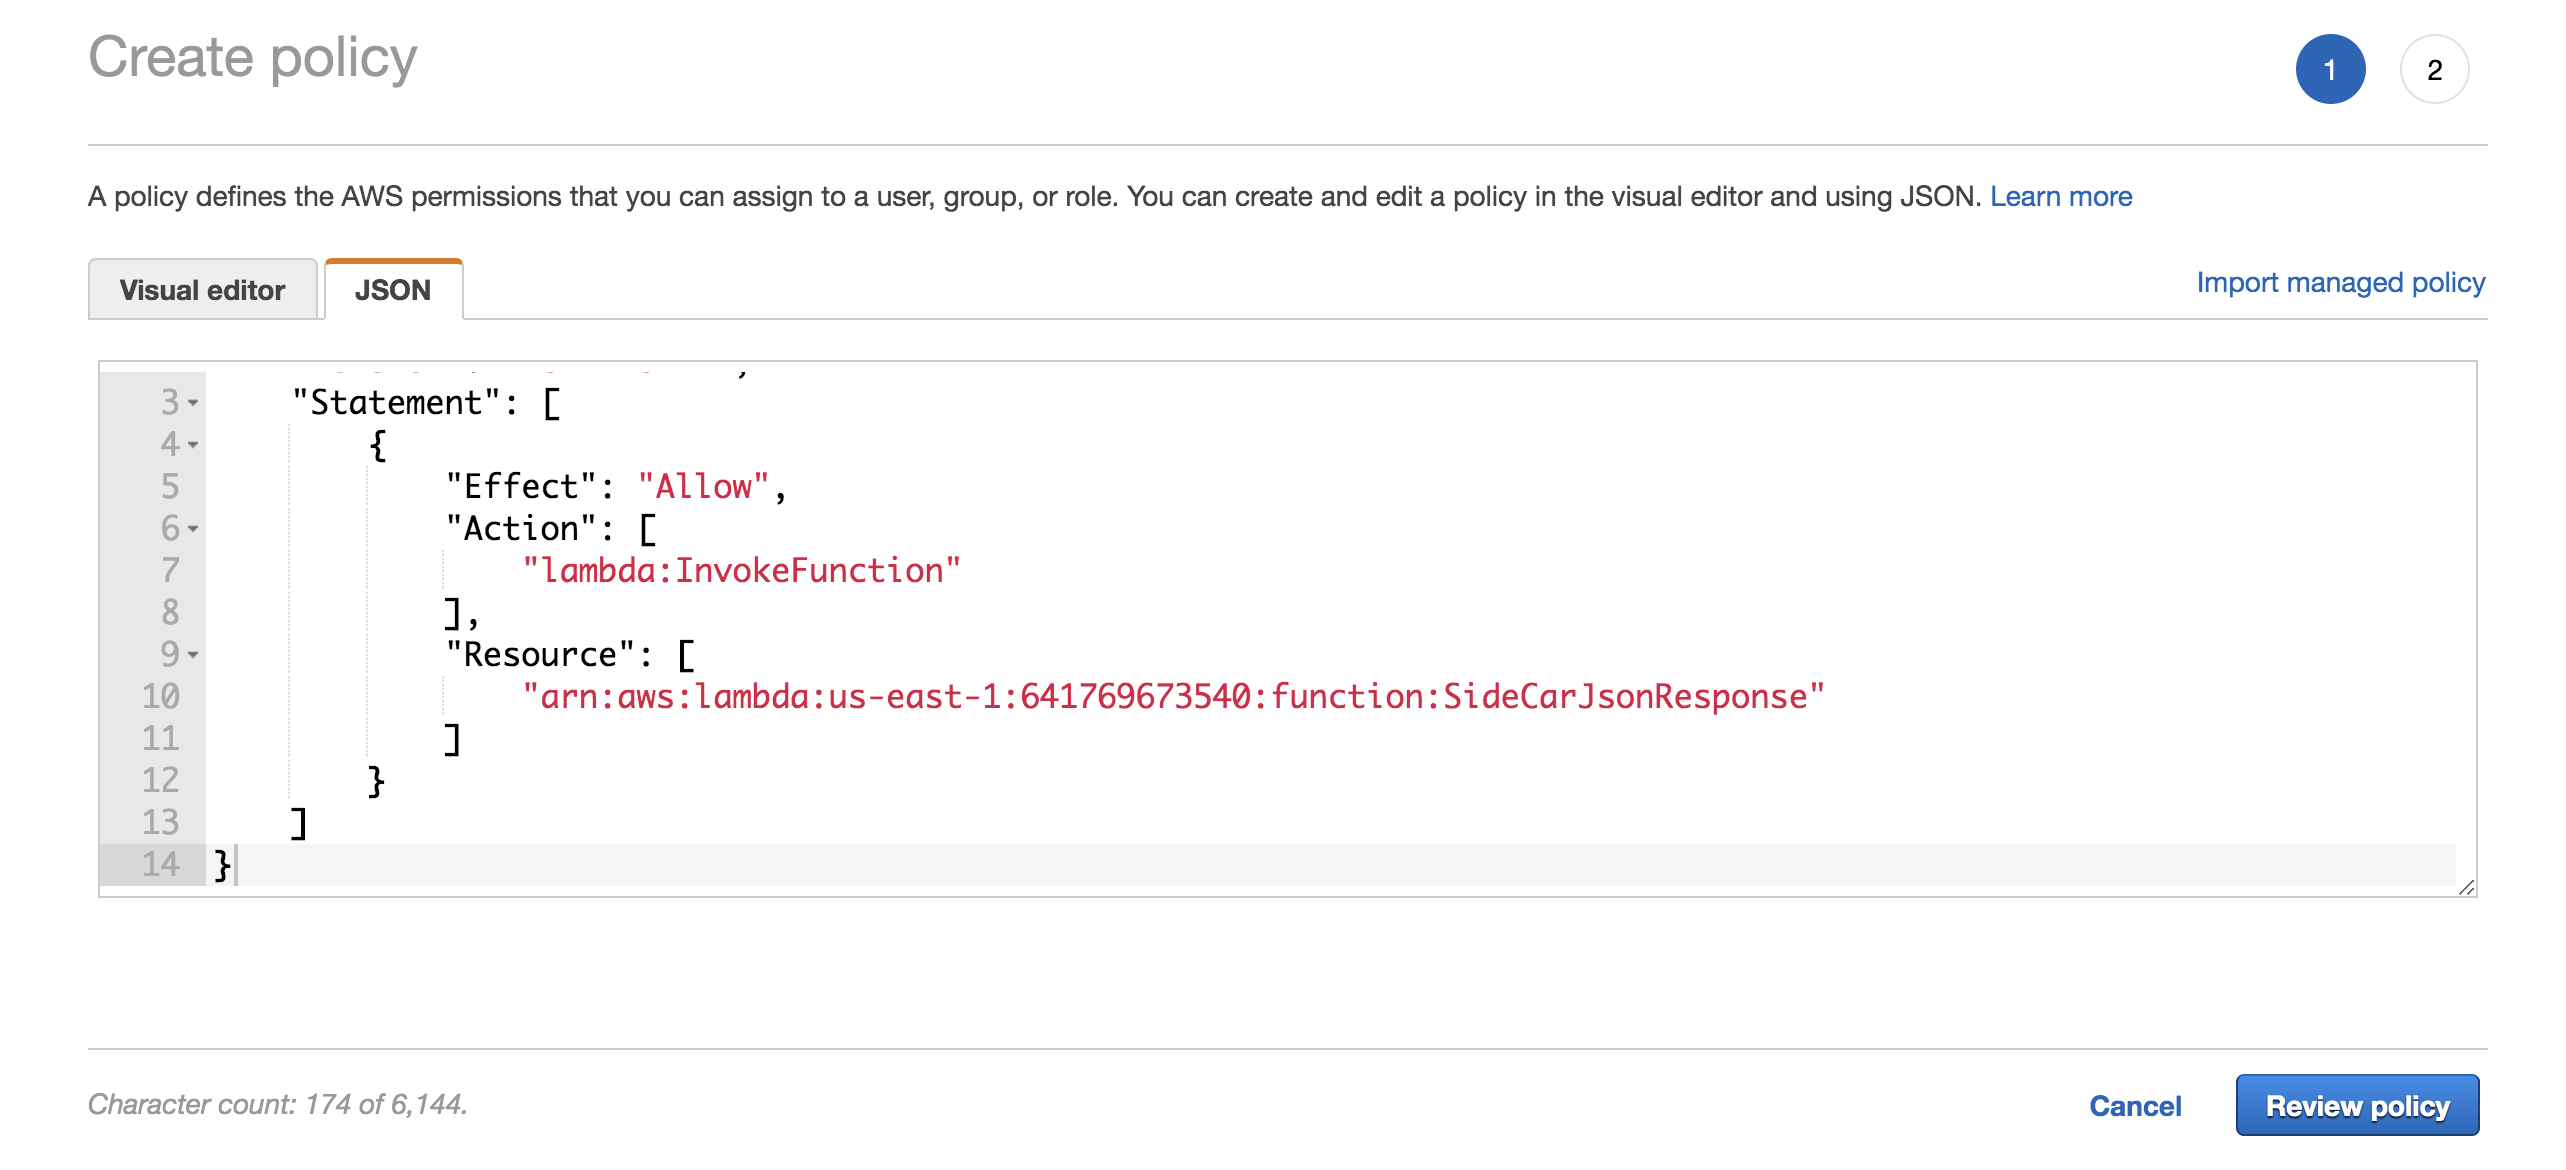 Create policy
1
2
A policy defines the AWS permissions that you can assign to a user, group, or role. You can create and edit a policy in the visual editor and using JSON. Learn more
Visual editor
JSON
Import managed policy
3 "Statement": [
4 {
5 "Effect": "Allow",
6 "Action": [
7 "lambda:InvokeFunction"
8 ],
9 "Resource": [
10 "arn:aws:lambda:us-east-1:641769673540:function:SideCarJsonResponse"
11 ]
12 }
13 ]
14 }
Character count: 174 of 6,144.
Cancel
Review policy